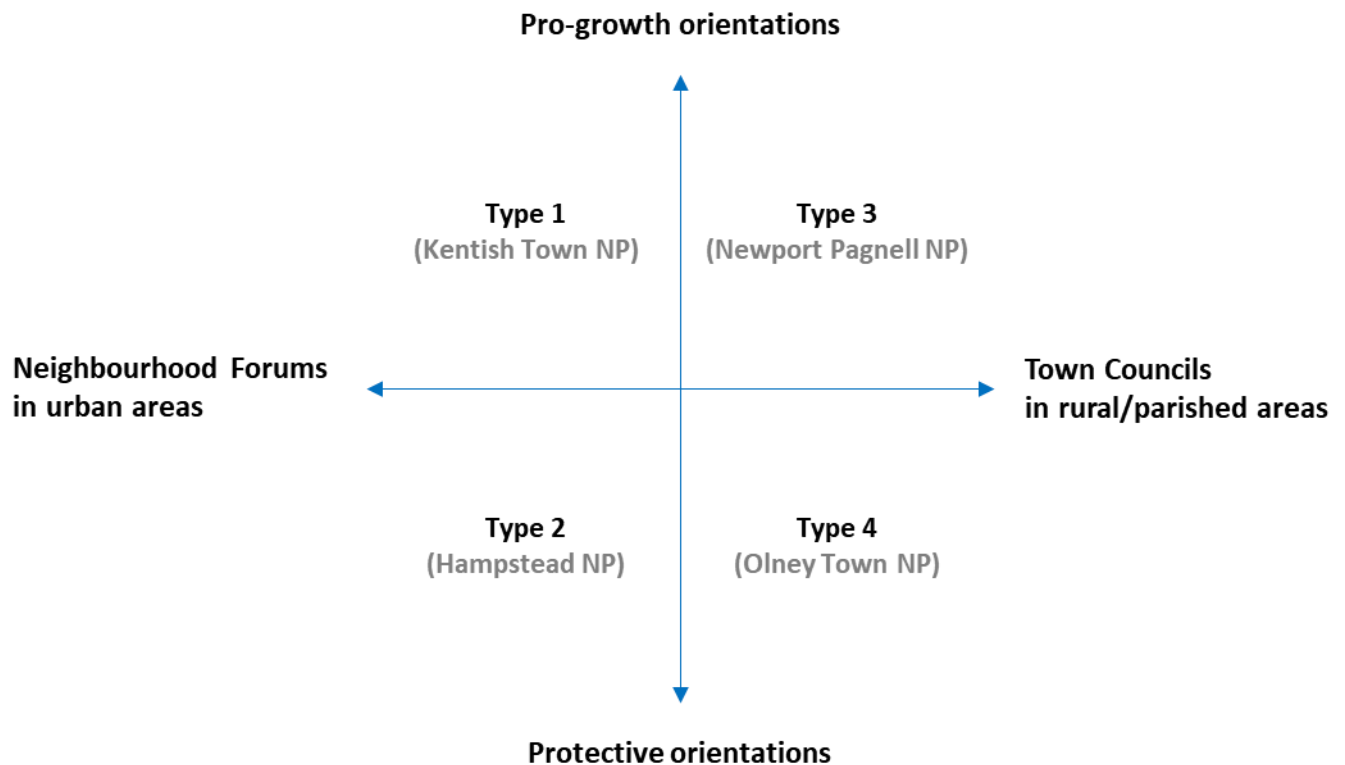 Pro-growth orientations
Type 1
(Kentish Town NP)
Type 3
(Newport Pagnell NP)
Neighbourhood Forums
in urban areas
Town Councils
in rural/parished areas
Type 2
(Hampstead NP)
Type 4
(Olney Town NP)
Protective orientations